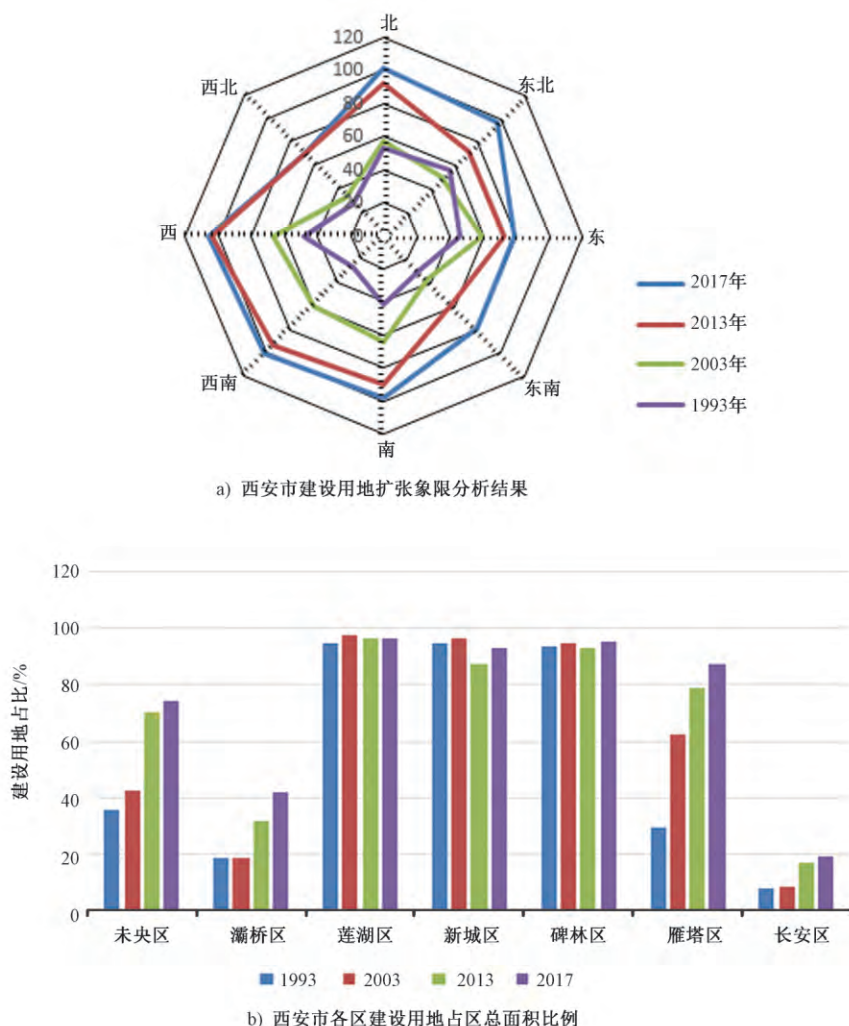 北
120
100
80
60
40
20
0
西北
东北
西
东
西南
东南
南
2017年
2013年
2003年
1993年
a) 西安市建设用地扩张象限分析结果
建设用地占比/%
120
100
80
60
40
20
0
未央区 灞桥区 莲湖区 新城区 碑林区 雁塔区 长安区
1993 2003 2013 2017
b) 西安市各区建设用地占区总面积比例